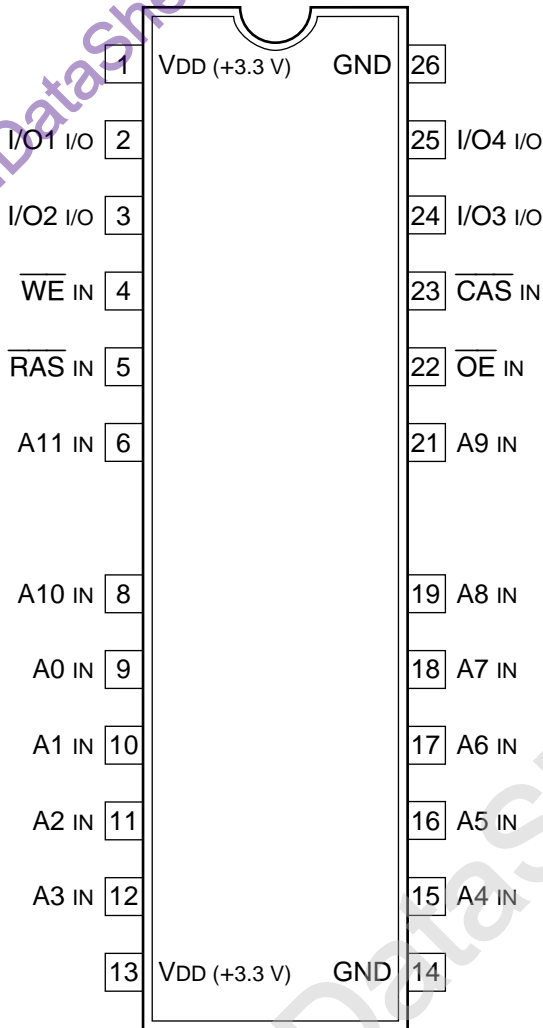 DataShe
1 VDD (+3.3 V) GND 26
I/O1 I/O 2 25 I/O4 I/O
I/O2 I/O 3 24 I/O3 I/O
WE IN 4 23 CAS IN
RAS IN 5 22 OE IN
A11 IN 6 21 A9 IN
A10 IN 8 19 A8 IN
A0 IN 9 18 A7 IN
A1 IN 10 17 A6 IN
A2 IN 11 16 A5 IN
A3 IN 12 15 A4 IN
13 VDD (+3.3 V) GND 14
DataS